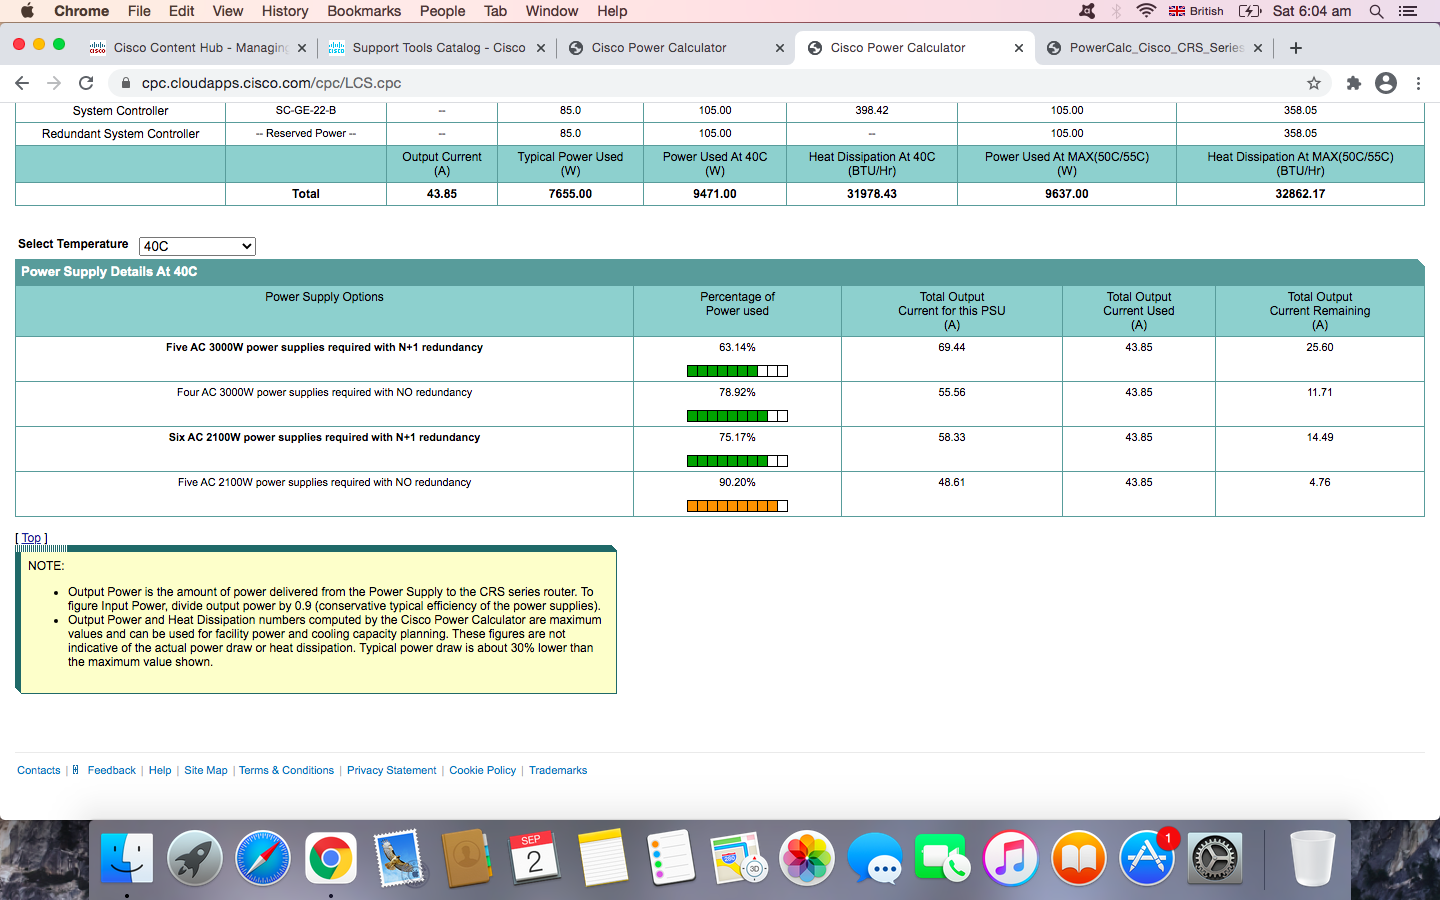 Chrome File Edit View History Bookmarks People Tab Window Help British Sat 6:04 am
Cisco Content Hub - Managin Support Tools Catalog - Cisco Cisco Power Calculator Cisco Power Calculator PowerCalc_Cisco_CRS_Series
cpc.cloudapps.cisco.com/cpc/LCS.cpc
System Controller SC-GE-22-B -- 85.0 105.00 398.42 105.00 358.05
Redundant System Controller -- Reserved Power -- -- 85.0 105.00 -- 105.00 358.05
Output Current Typical Power Used Power Used At 40C Heat Dissipation At 40C Power Used At MAX(50C/55C) Heat Dissipation At MAX(50C/55C)
(A) (W) (W) (BTU/Hr) (W) (BTU/Hr)
Total 43.85 7655.00 9471.00 31978.43 9637.00 32862.17
Select Temperature 40C
Power Supply Details At 40C
Power Supply Options Percentage of Total Output Total Output Total Output
Power used Current for this PSU Current Used Current Remaining
(A) (A) (A)
Five AC 3000W power supplies required with N+1 redundancy 63.14% 69.44 43.85 25.60
Four AC 3000W power supplies required with NO redundancy 78.92% 55.56 43.85 11.71
Six AC 2100W power supplies required with N+1 redundancy 75.17% 58.33 43.85 14.49
Five AC 2100W power supplies required with NO redundancy 90.20% 48.61 43.85 4.76
[ Top ]
NOTE:
• Output Power is the amount of power delivered from the Power Supply to the CRS series router. To
figure Input Power, divide output power by 0.9 (conservative typical efficiency of the power supplies).
• Output Power and Heat Dissipation numbers computed by the Cisco Power Calculator are maximum
values and can be used for facility power and cooling capacity planning. These figures are not
indicative of the actual power draw or heat dissipation. Typical power draw is about 30% lower than
the maximum value shown.
Contacts | Feedback | Help | Site Map | Terms & Conditions | Privacy Statement | Cookie Policy | Trademarks
SEP
2
3D
1